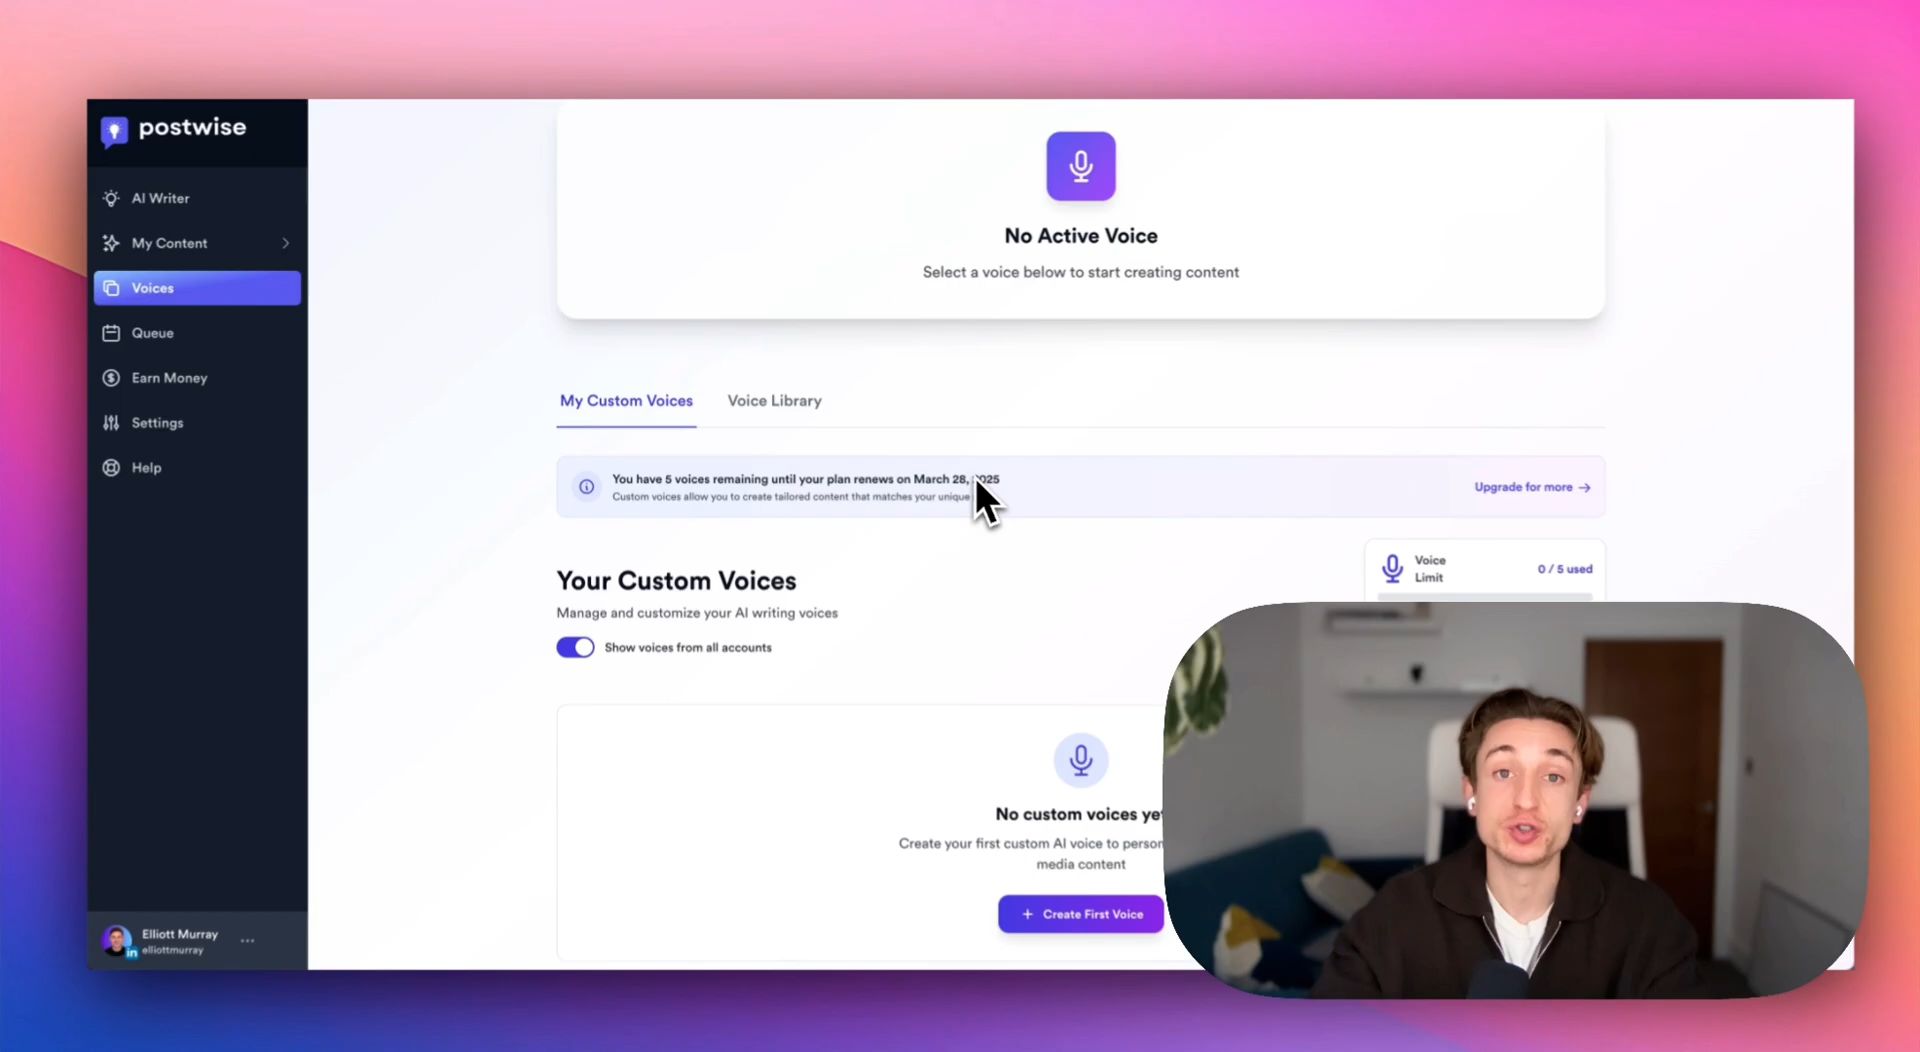 postwise
AI Writer
My Content
Voices
Queue
Earn Money
Settings
Help
Elliott Murray
in
elliottmurray
No Active Voice
Select a voice below to start creating content
My Custom Voices
Voice Library
You have 5 voices remaining until your plan renews on March 28, 2025
Custom voices allow you to create tailored content that matches your unique
Upgrade for more →
Your Custom Voices
Manage and customize your AI writing voices
Show voices from all accounts
Voice
Limit
0 / 5 used
No custom voices yet
Create your first custom AI voice to person
media content
+ Create First Voice